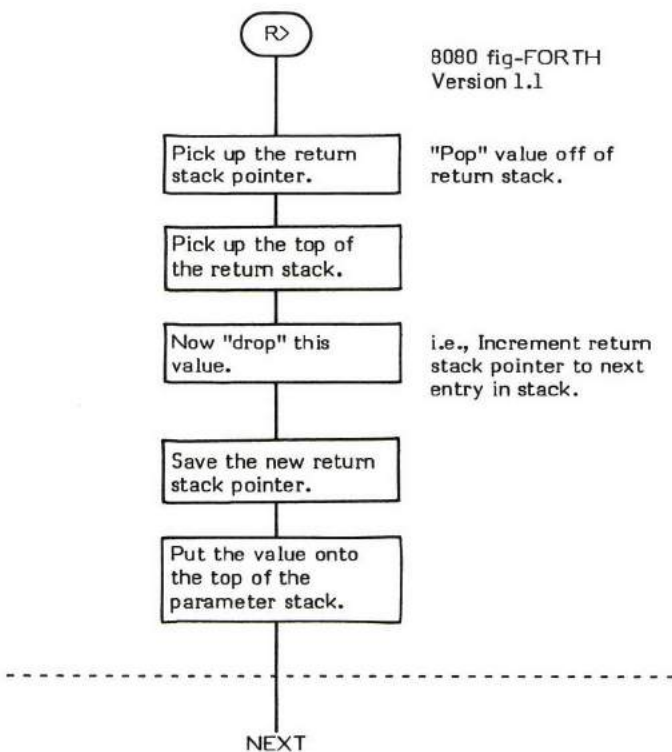 R>
8080 fig-FORTH
Version 1.1
Pick up the return
stack pointer.
"Pop" value off of
return stack.
Pick up the top of
the return stack.
Now "drop" this
value.
i.e., Increment return
stack pointer to next
entry in stack.
Save the new return
stack pointer.
Put the value onto
the top of the
parameter stack.
NEXT